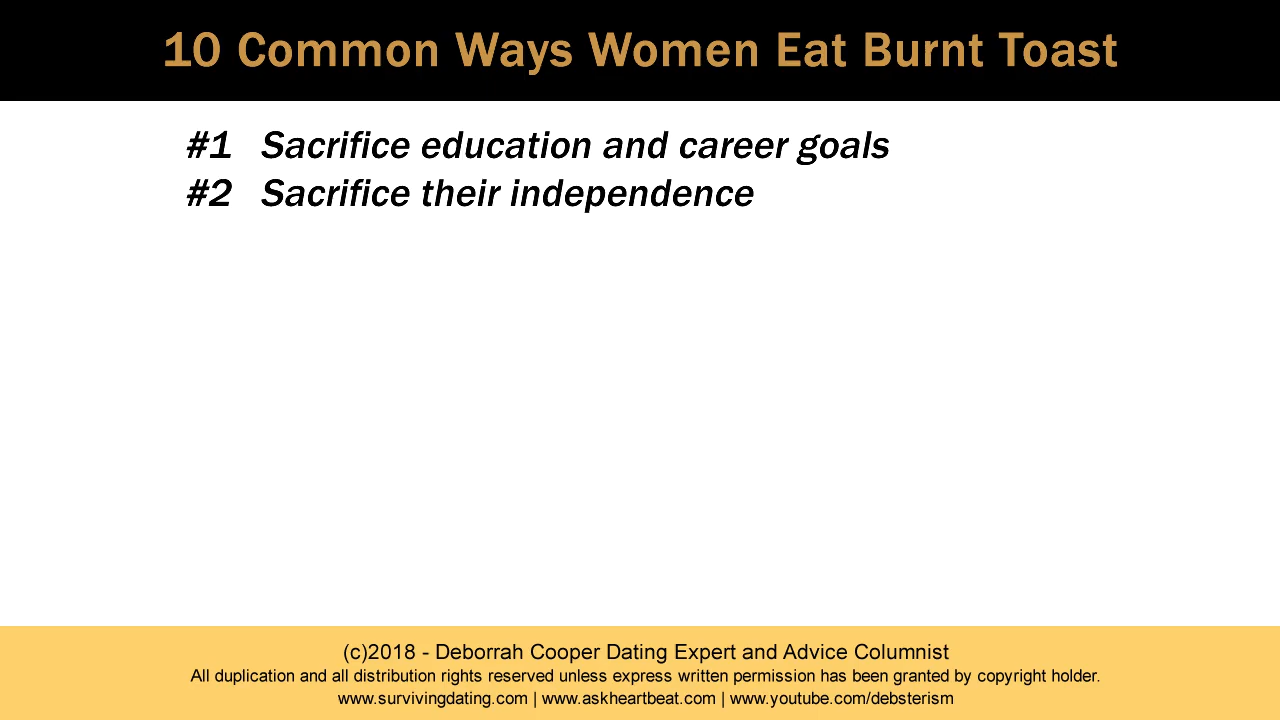 10 Common Ways Women Eat Burnt Toast
#1 Sacrifice education and career goals
#2 Sacrifice their independence
(c)2018 - Deborrah Cooper Dating Expert and Advice Columnist
All duplication and all distribution rights reserved unless express written permission has been granted by copyright holder.
www.survivingdating.com | www.askheartbeat.com | www.youtube.com/debsterism